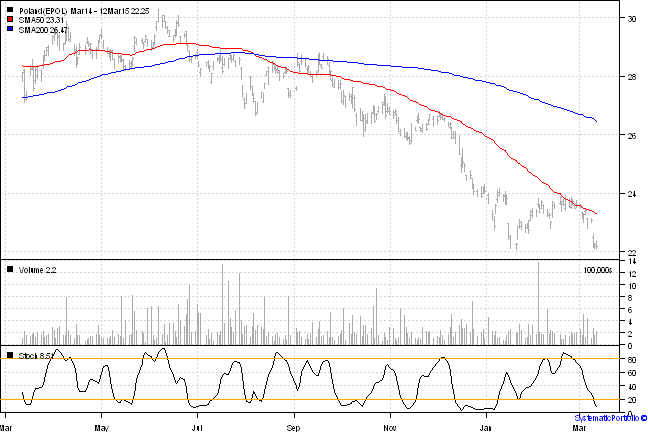 Poland(EPOL) Mar14 - 12Mar15 22.25
SMA50 23.31
SMA200 26.47
30
28
26
24
22
Volume 2.2
100,000s
14
12
10
8
6
4
2
0
Stoch 8.51
80
60
40
20
0
Mar May Jul Sep Nov Jan Mar
SystematicPortfolio ©